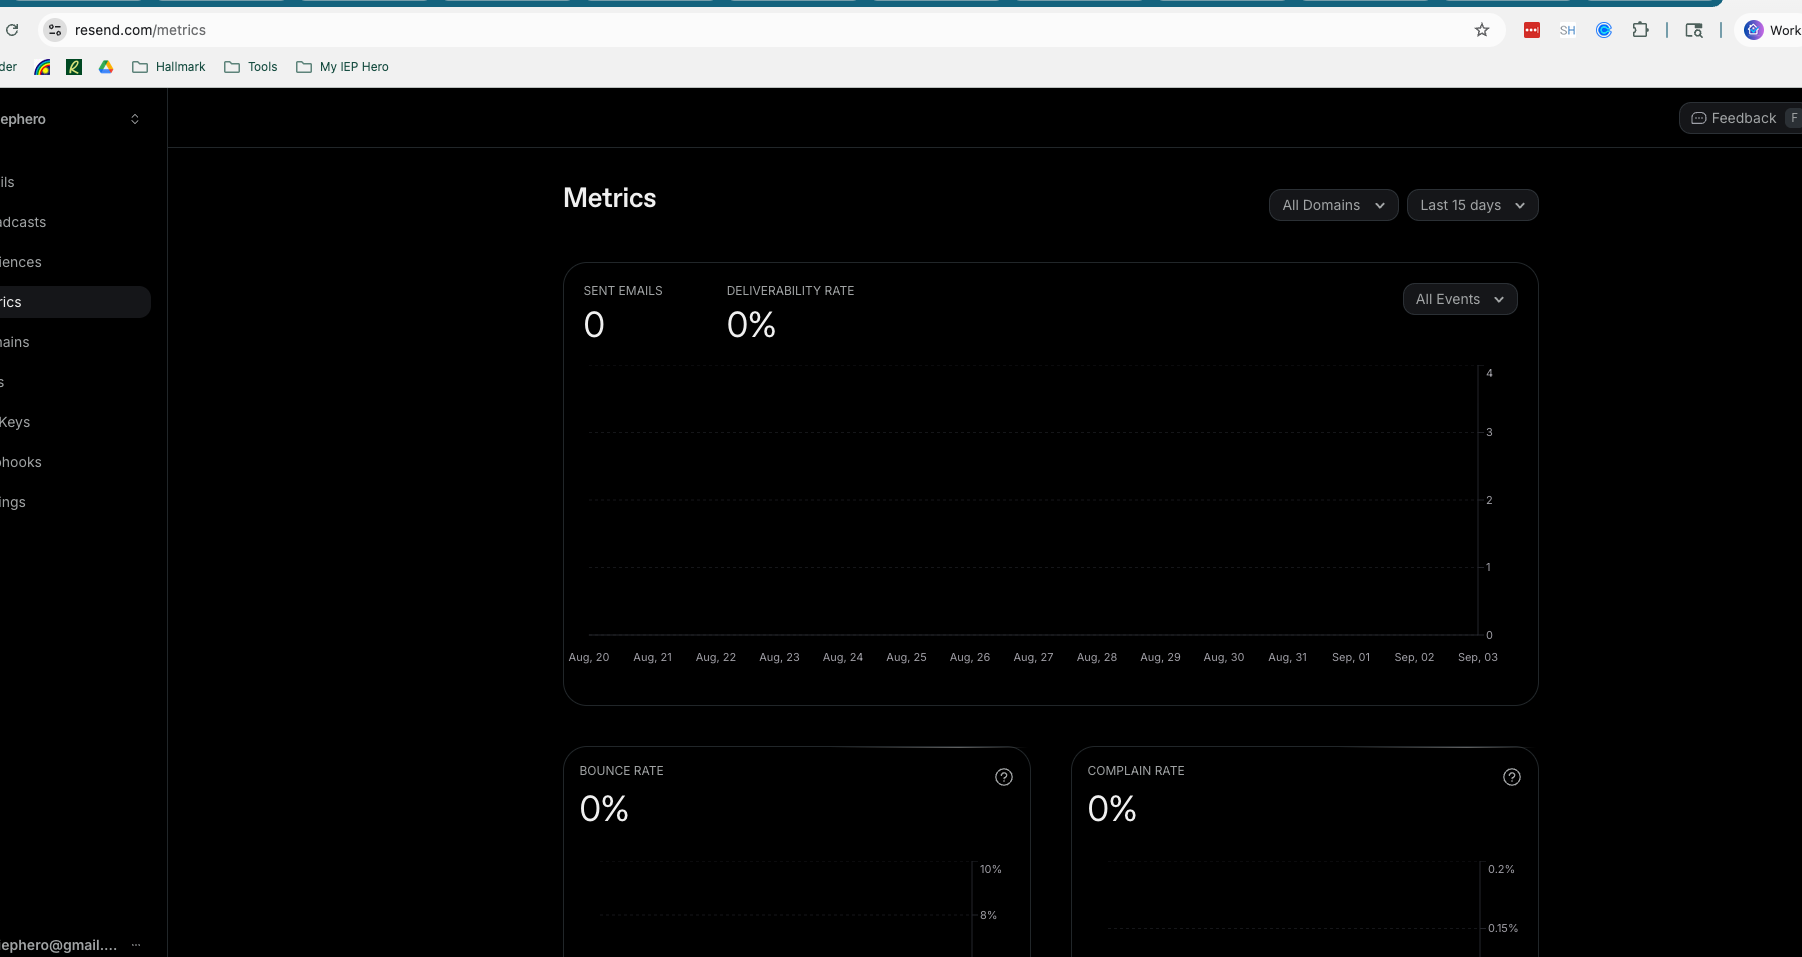 resend.com/metrics
SH
Work
der
Hallmark
Tools
My IEP Hero
ephero
Feedback F
ils
adcasts
iences
rics
ains
s
Keys
hooks
ings
iephero@gmail....
Metrics
All Domains
Last 15 days
SENT EMAILS
0
DELIVERABILITY RATE
0%
All Events
4
3
2
1
0
Aug, 20 Aug, 21 Aug, 22 Aug, 23 Aug, 24 Aug, 25 Aug, 26 Aug, 27 Aug, 28 Aug, 29 Aug, 30 Aug, 31 Sep, 01 Sep, 02 Sep, 03
BOUNCE RATE
0%
10%
8%
COMPLAIN RATE
0%
0.2%
0.15%